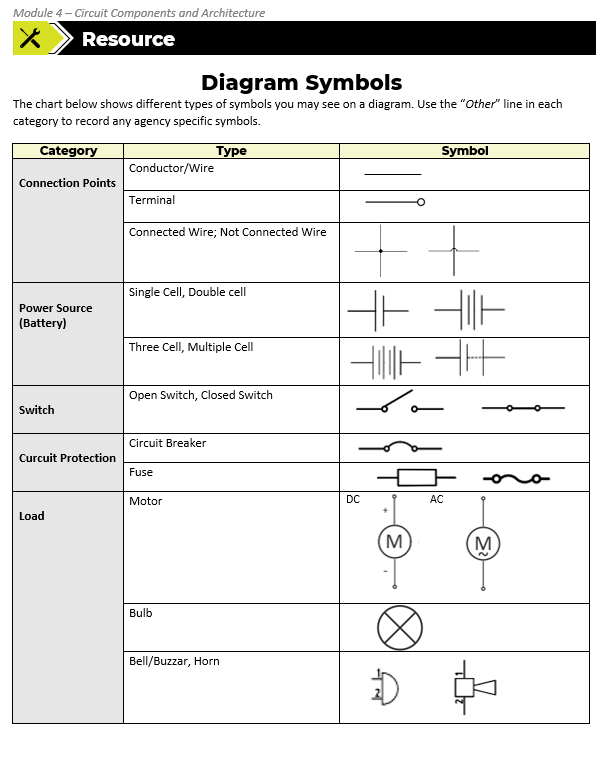 Module 4 – Circuit Components and Architecture
Resource
Diagram Symbols
The chart below shows different types of symbols you may see on a diagram. Use the “Other” line in each
category to record any agency specific symbols.
Category Type Symbol
Connection Points
Conductor/Wire
Terminal
Connected Wire; Not Connected Wire
Power Source
(Battery)
Single Cell, Double cell
Three Cell, Multiple Cell
Switch
Open Switch, Closed Switch
Curcuit Protection
Circuit Breaker
Fuse
Load
Motor
DC
+
M
-
AC
M
~
Bulb
Bell/Buzzar, Horn
1
2
1
2